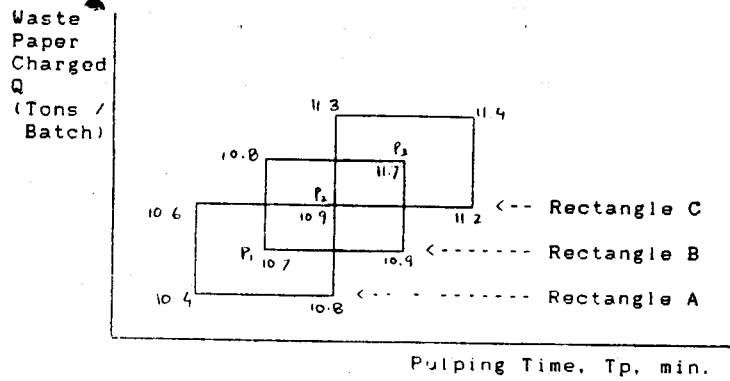 Waste
Paper
Charged
Q
(Tons /
Batch)
11.3
11.4
10.8
P3
11.7
P2
10.6
10.9
11.2
<-- Rectangle C
P1
10.7
10.9
<------- Rectangle B
10.4
10.8
<-- - ------- Rectangle A
Pulping Time, Tp, min.